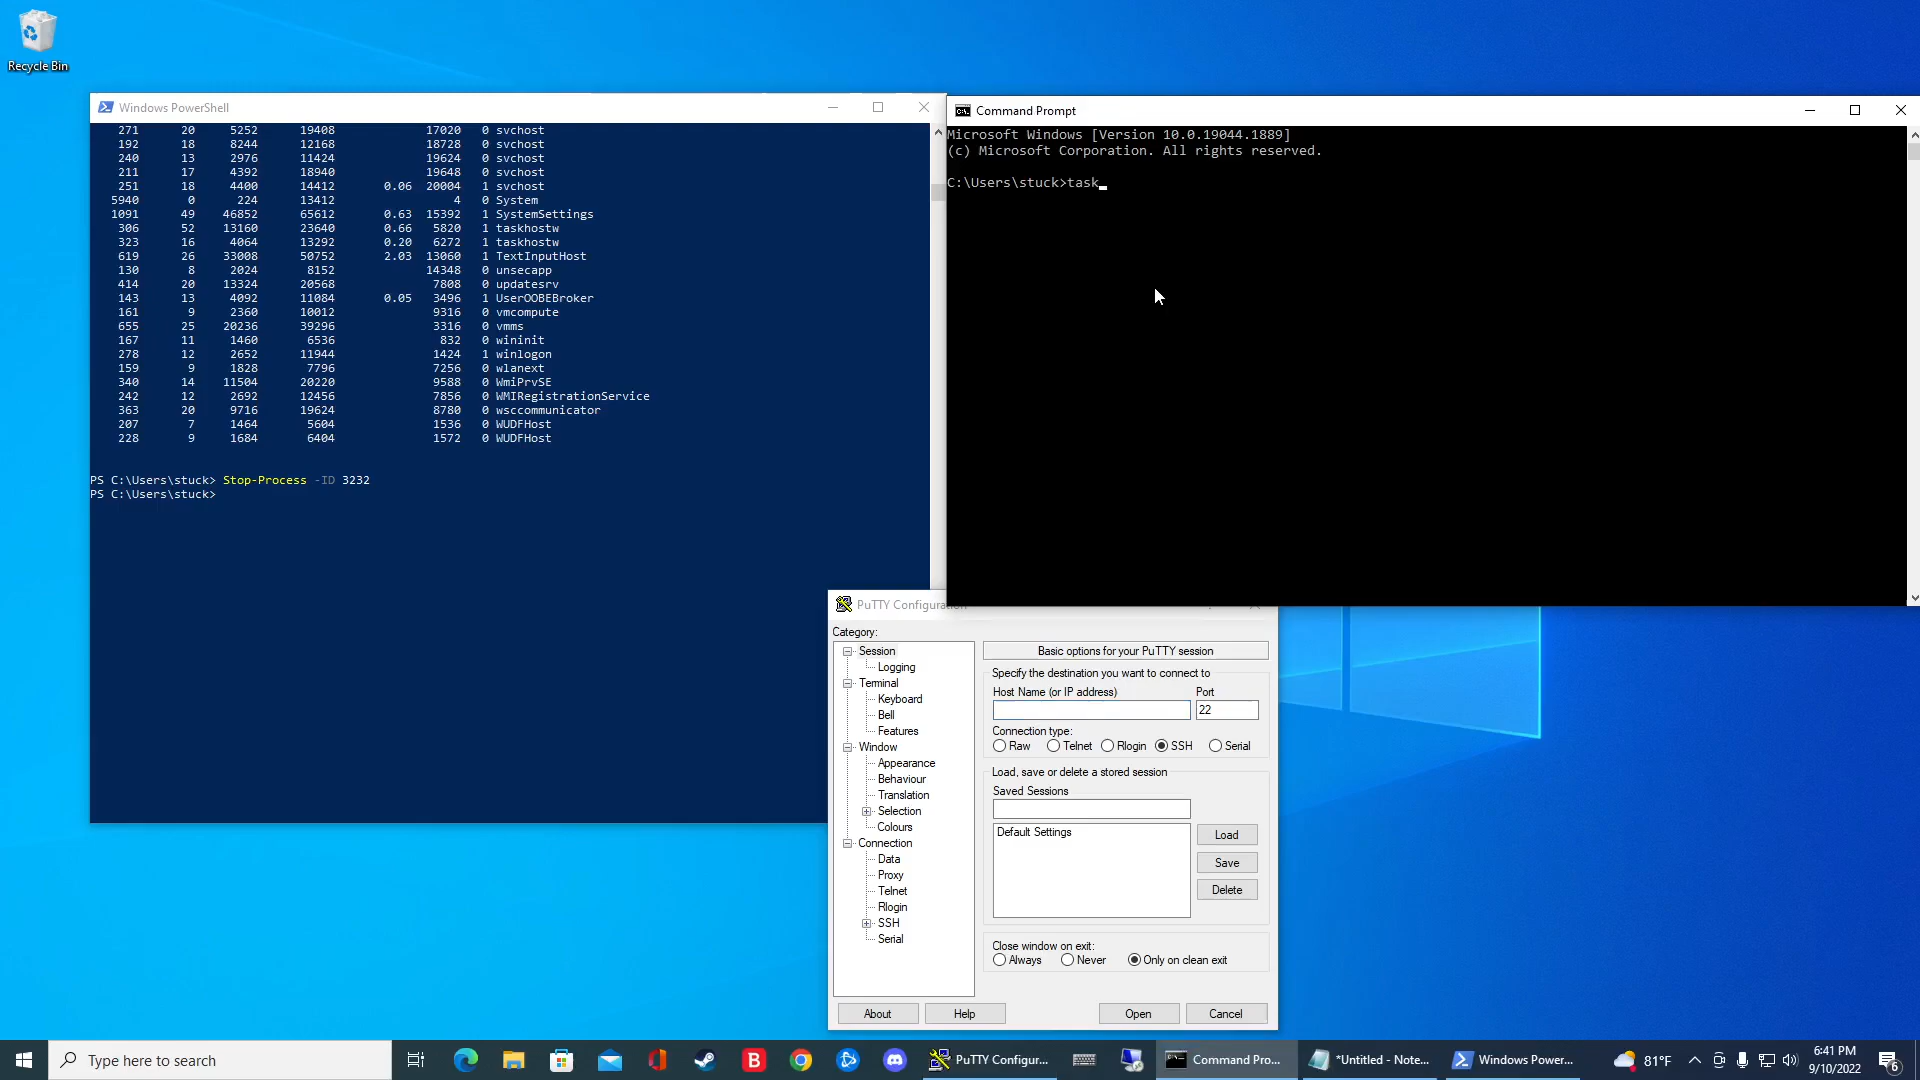 Recycle Bin
Windows PowerShell
271 20 5252 19408 17020 0 svchost
192 18 8244 12168 18728 0 svchost
240 13 2976 11424 19624 0 svchost
211 17 4392 18940 19648 0 svchost
251 18 4400 14412 0.06 20004 1 svchost
5940 0 224 13412 4 0 System
1091 49 46852 65612 0.63 15392 1 SystemSettings
306 52 13160 23640 0.66 5820 1 taskhostw
323 16 4064 13292 0.20 6272 1 taskhostw
619 26 33008 50752 2.03 13060 1 TextInputHost
130 8 2024 8152 14348 0 unsecapp
414 20 13324 20568 7808 0 updatesrv
143 13 4092 11084 0.05 3496 1 UserOOBEBroker
161 9 2360 10012 9316 0 vmcompute
655 25 20236 39296 3316 0 vmms
167 11 1460 6536 832 0 wininit
278 12 2652 11944 1424 1 winlogon
159 9 1828 7796 7256 0 wlanext
340 14 11504 20220 9588 0 WmiPrvSE
242 12 2692 12456 7856 0 WMIRegistrationService
363 20 9716 19624 8780 0 wsccommunicator
207 7 1464 5604 1536 0 WUDFHost
228 9 1684 6404 1572 0 WUDFHost
PS C:\Users\stuck> Stop-Process -ID 3232
PS C:\Users\stuck>
Command Prompt
Microsoft Windows [Version 10.0.19044.1889]
(c) Microsoft Corporation. All rights reserved.
C:\Users\stuck>task_
PuTTY Configuration
Category:
Session
Logging
Terminal
Keyboard
Bell
Features
Window
Appearance
Behaviour
Translation
Selection
Colours
Connection
Data
Proxy
Telnet
Rlogin
SSH
Serial
Basic options for your PuTTY session
Specify the destination you want to connect to
Host Name (or IP address) Port
22
Connection type:
Raw Telnet Rlogin SSH Serial
Load, save or delete a stored session
Saved Sessions
Default Settings
Load
Save
Delete
Close window on exit:
Always Never Only on clean exit
About Help Open Cancel
Type here to search
PuTTY Configur...
Command Pro...
*Untitled - Note...
Windows Power...
81°F
6:41 PM
9/10/2022
6